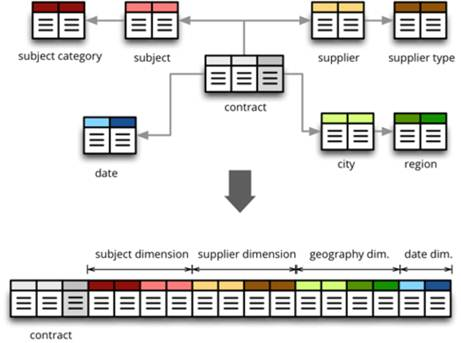 subject category subject supplier supplier type
contract
date city region
subject dimension supplier dimension geography dim. date dim.
contract